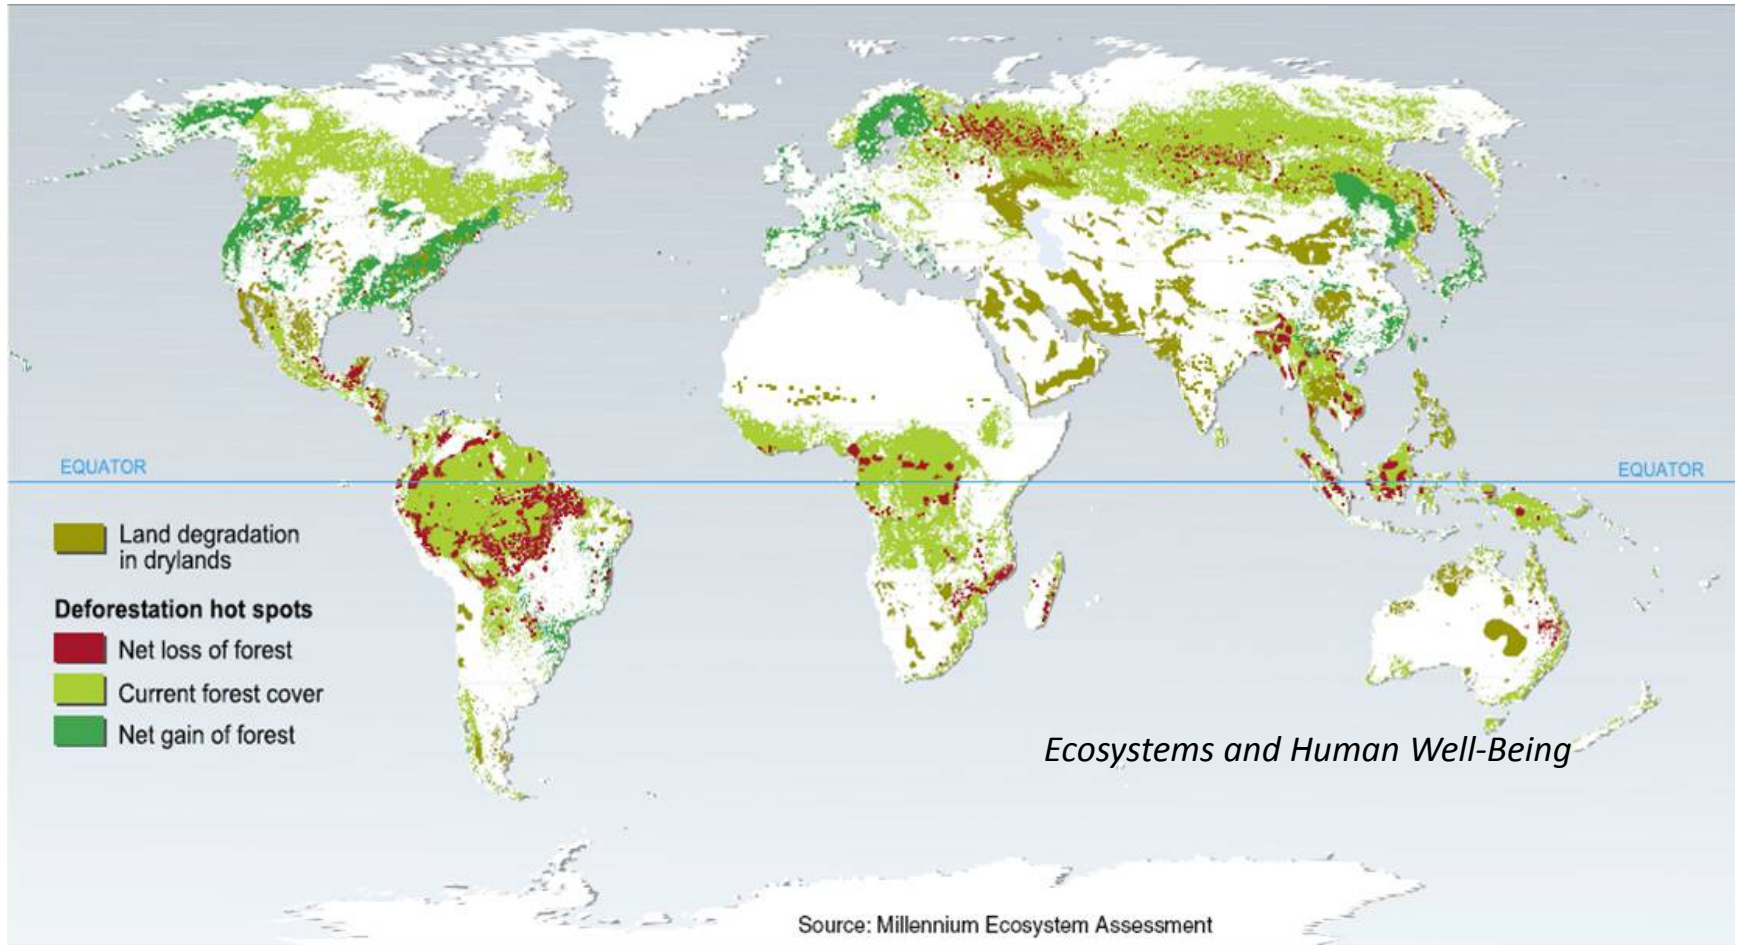 EQUATOR
EQUATOR
Land degradation
in drylands
Deforestation hot spots
Net loss of forest
Current forest cover
Net gain of forest
Ecosystems and Human Well-Being
Source: Millennium Ecosystem Assessment